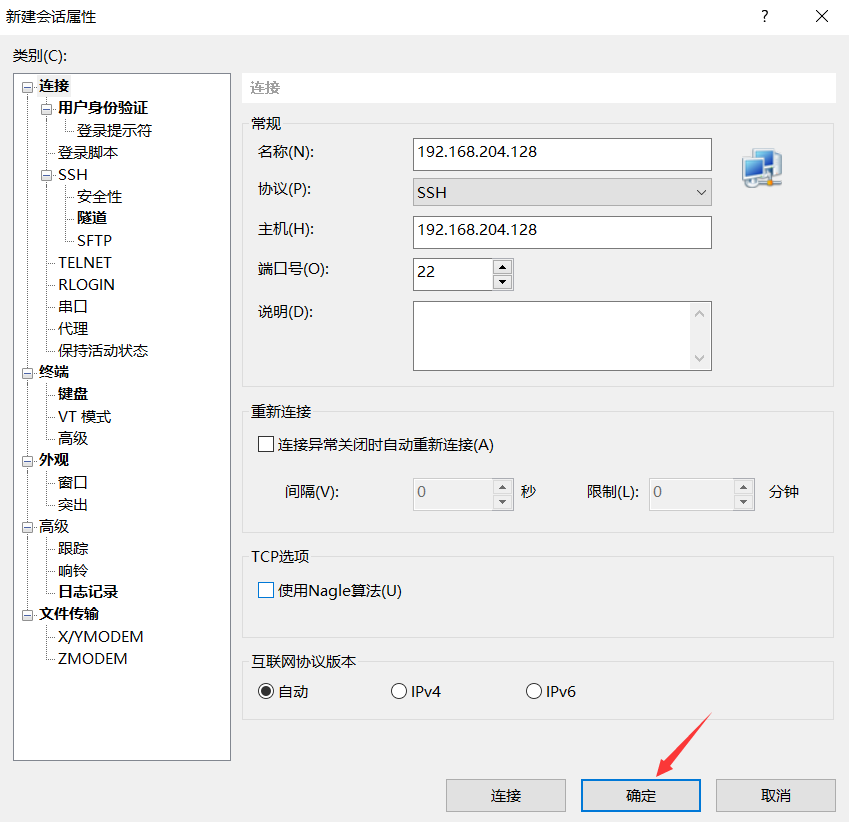 新建会话属性
?
类别(C):
连接
用户身份验证
登录提示符
登录脚本
SSH
安全性
隧道
SFTP
TELNET
RLOGIN
串口
代理
保持活动状态
终端
键盘
VT 模式
高级
外观
窗口
突出
高级
跟踪
响铃
日志记录
文件传输
X/YMODEM
ZMODEM
连接
常规
名称(N): 192.168.204.128
协议(P): SSH
主机(H): 192.168.204.128
端口号(O): 22
说明(D):
重新连接
连接异常关闭时自动重新连接(A)
间隔(V): 0 秒 限制(L): 0 分钟
TCP选项
使用Nagle算法(U)
互联网协议版本
自动 IPv4 IPv6
连接 确定 取消